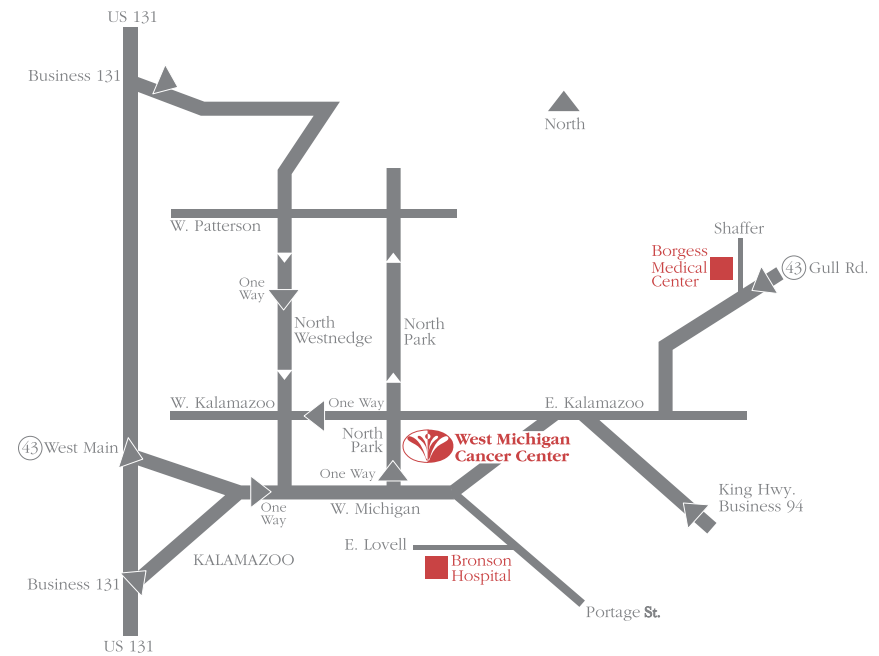 US 131
Business 131
North
W. Patterson
Shaffer
Borgess
Medical
Center
43 Gull Rd.
One
Way
North
Westnedge
North
Park
W. Kalamazoo
One Way
E. Kalamazoo
North
Park
West Michigan
Cancer Center
43 West Main
One Way
One
Way
W. Michigan
King Hwy.
Business 94
E. Lovell
KALAMAZOO
Bronson
Hospital
Business 131
Portage St.
US 131